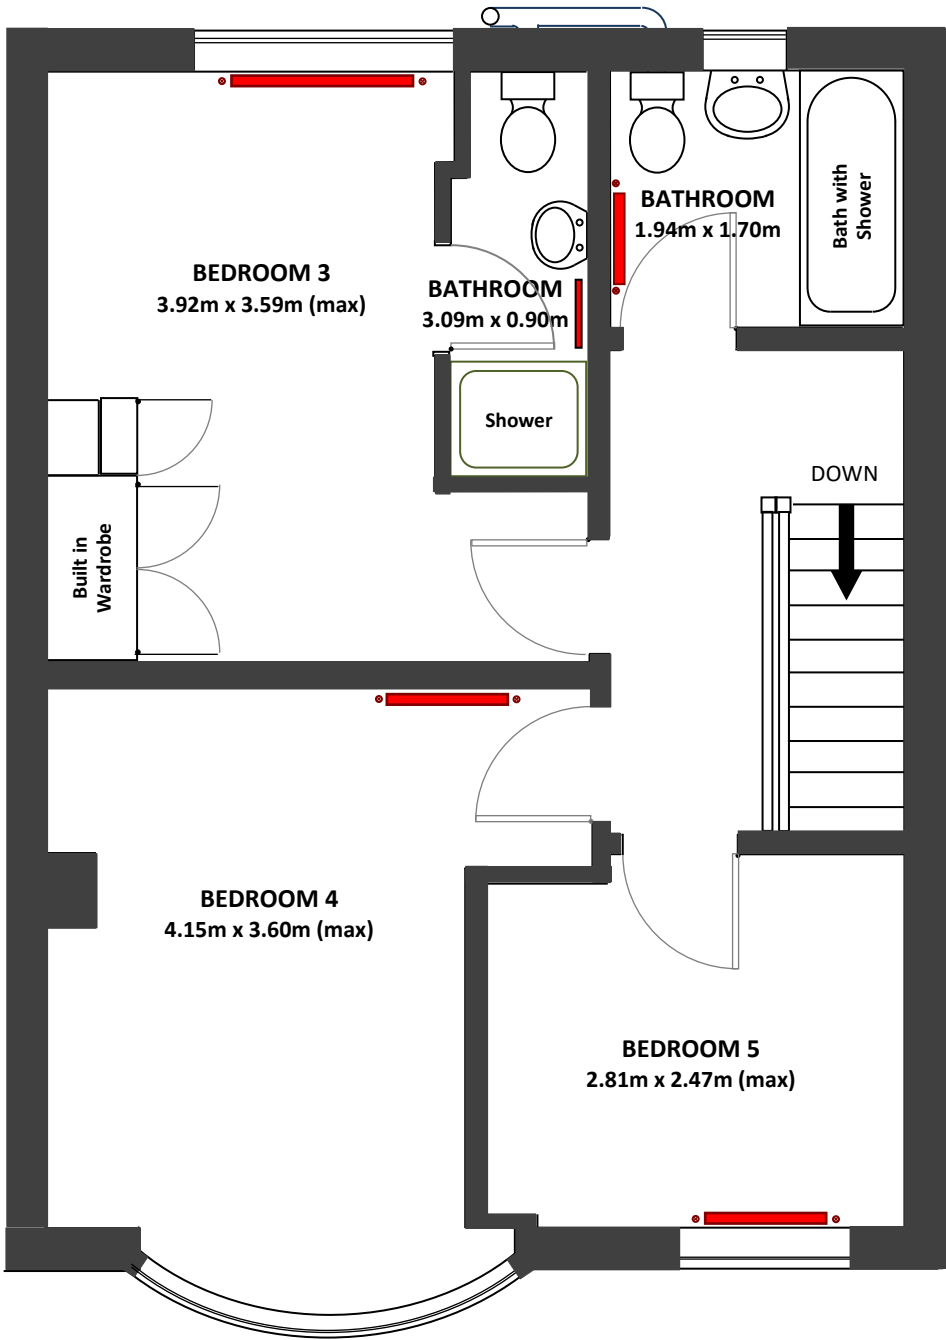 BATHROOM
1.94m x 1.70m
Bath with
Shower
BEDROOM 3
3.92m x 3.59m (max)
BATHROOM
3.09m x 0.90m
Shower
DOWN
Built in
Wardrobe
BEDROOM 4
4.15m x 3.60m (max)
BEDROOM 5
2.81m x 2.47m (max)